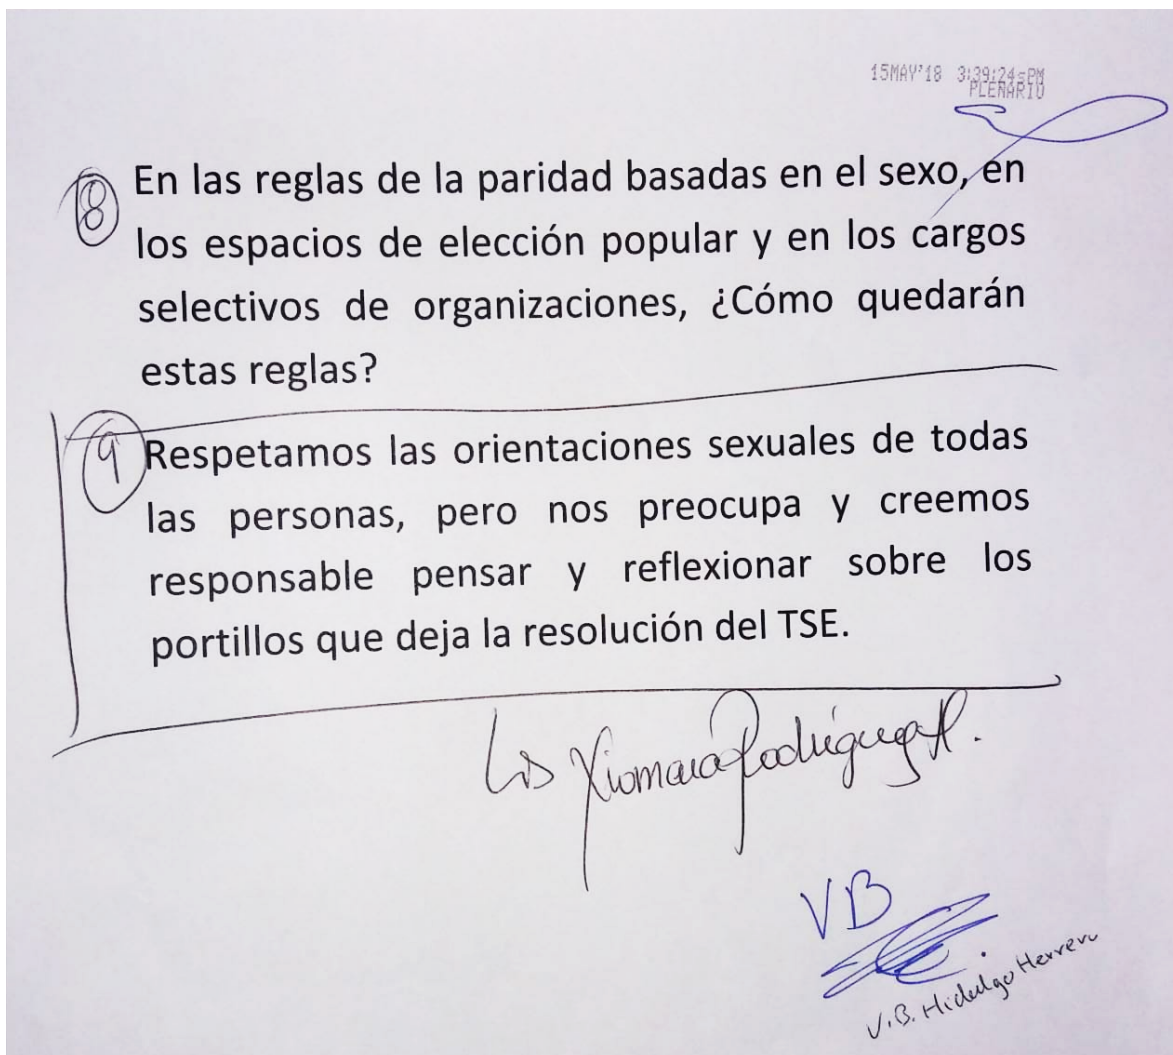 15MAY'18 3:39:24sPM
PLENARIO
8 En las reglas de la paridad basadas en el sexo, en
los espacios de elección popular y en los cargos
selectivos de organizaciones, ¿Cómo quedarán
estas reglas?
9 Respetamos las orientaciones sexuales de todas
las personas, pero nos preocupa y creemos
responsable pensar y reflexionar sobre los
portillos que deja la resolución del TSE.
Xiomara Rodríguez H.
VB
V.B. Hidalgo Herrera